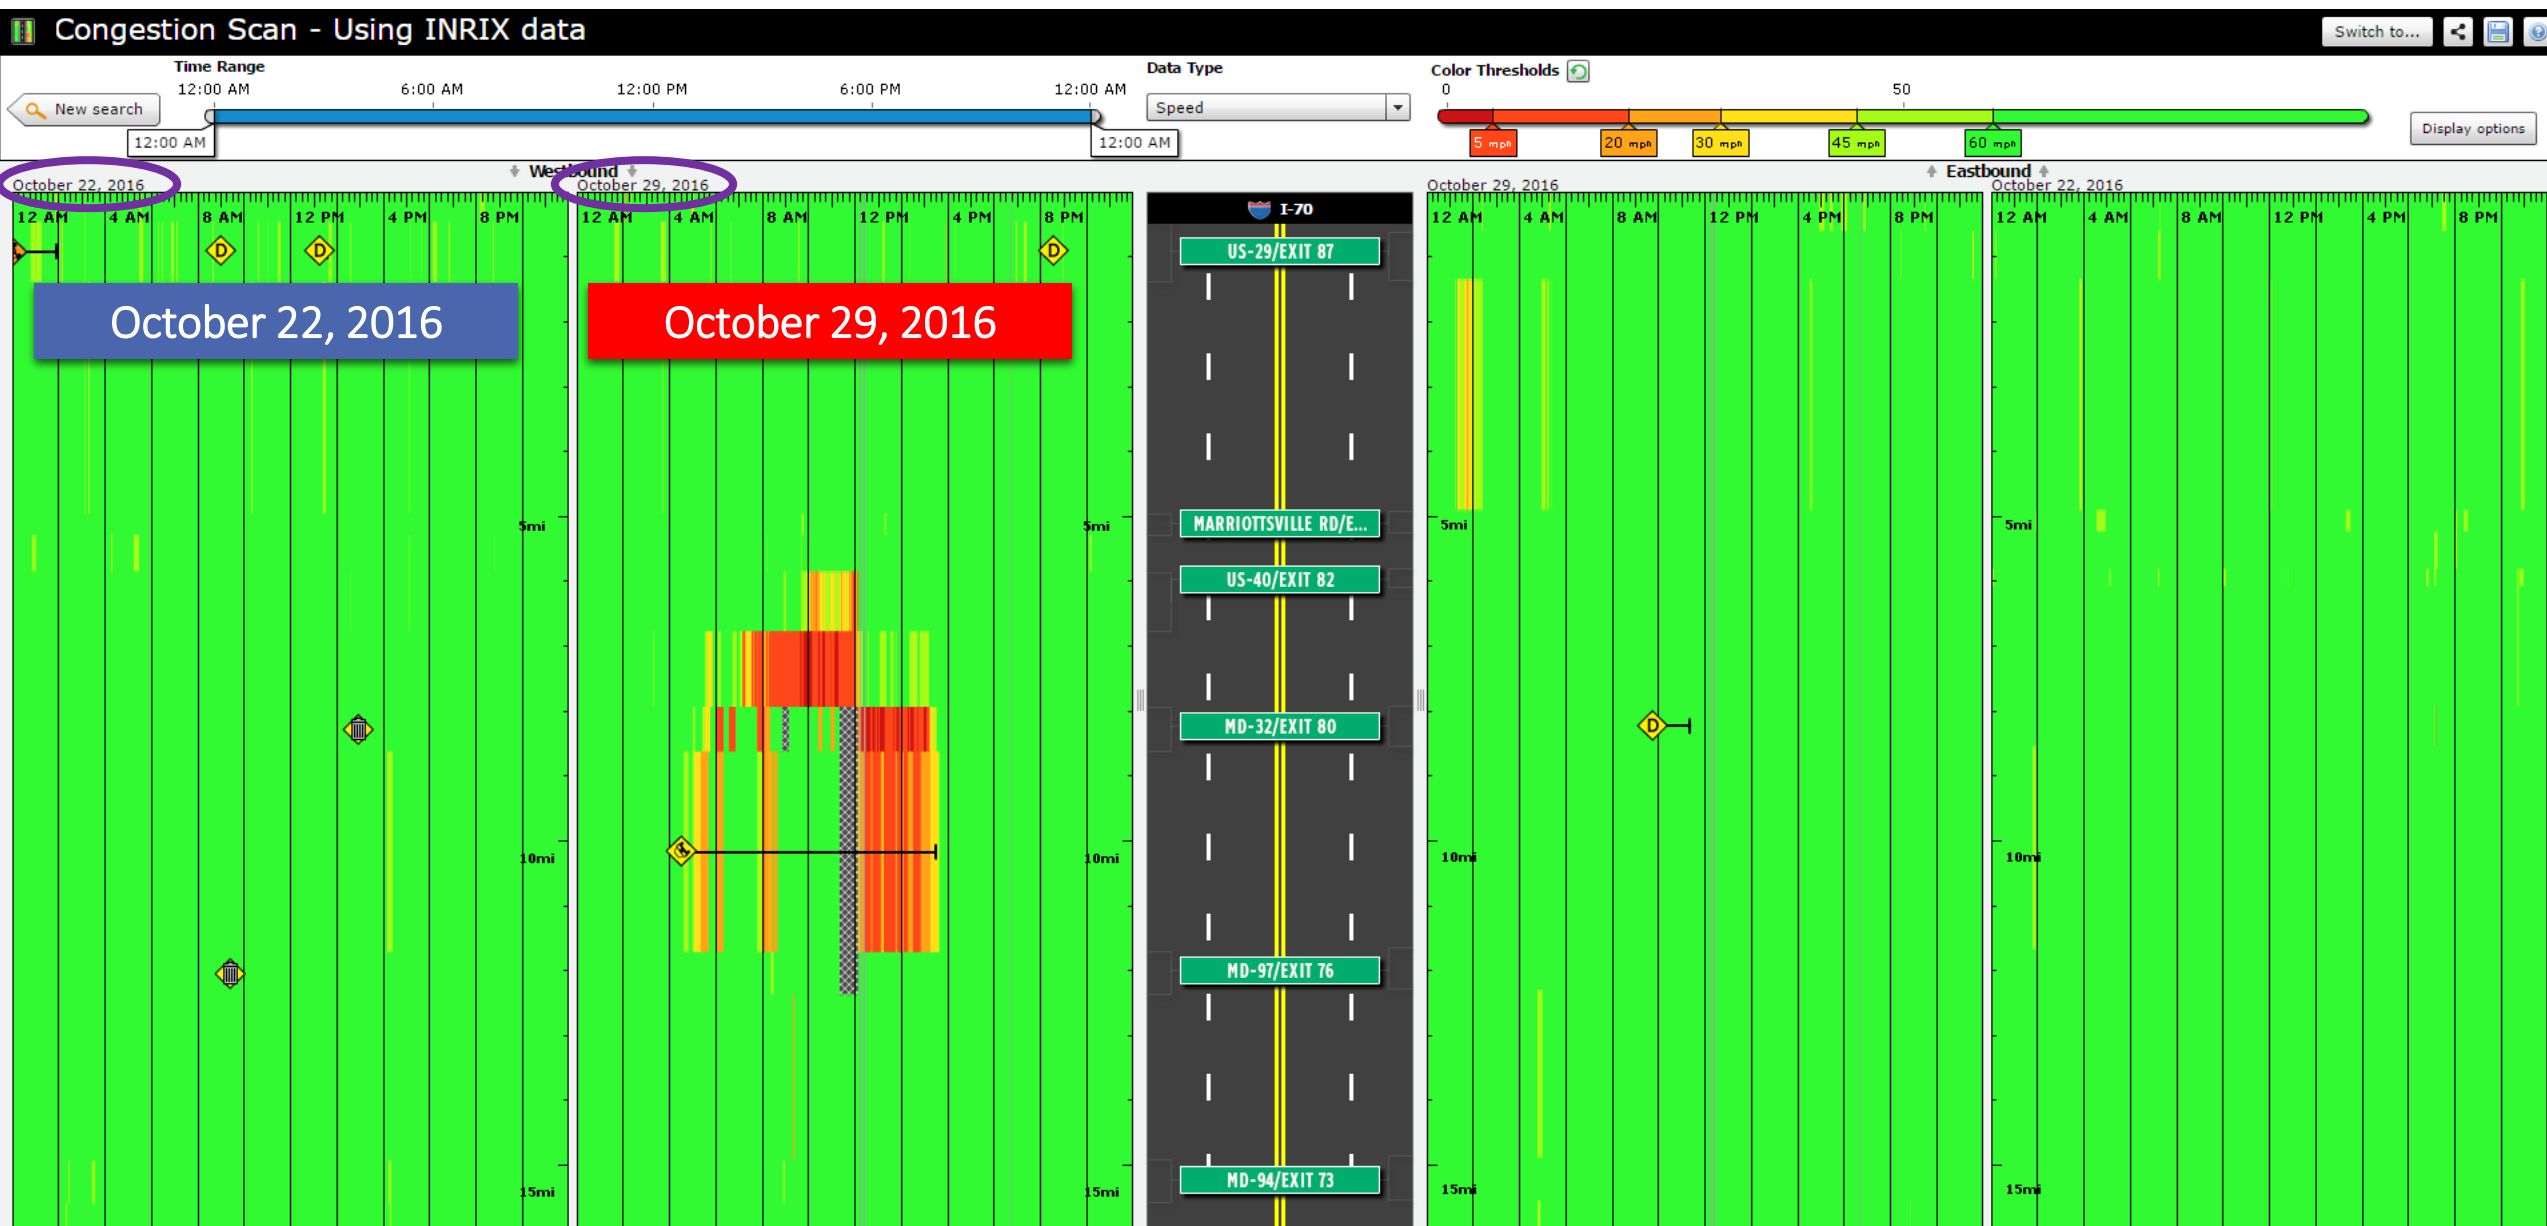 Congestion Scan - Using INRIX data
Switch to...
Time Range
Data Type
Color Thresholds
12:00 AM 6:00 AM 12:00 PM 6:00 PM 12:00 AM
0 50
New search
Speed
Display options
12:00 AM 12:00 AM
5 mph 20 mph 30 mph 45 mph 60 mph
Westbound
Eastbound
October 22, 2016
October 29, 2016
October 29, 2016
October 22, 2016
12 AM 4 AM 8 AM 12 PM 4 PM 8 PM
12 AM 4 AM 8 AM 12 PM 4 PM 8 PM
I-70
12 AM 4 AM 8 AM 12 PM 4 PM 8 PM
12 AM 4 AM 8 AM 12 PM 4 PM 8 PM
D D D
US-29/EXIT 87
October 22, 2016
October 29, 2016
5mi 5mi
MARRIOTTSVILLE RD/E...
5mi 5mi
US-40/EXIT 82
MD-32/EXIT 80
D
10mi 10mi 10mi 10mi
MD-97/EXIT 76
MD-94/EXIT 73
15mi 15mi 15mi 15mi